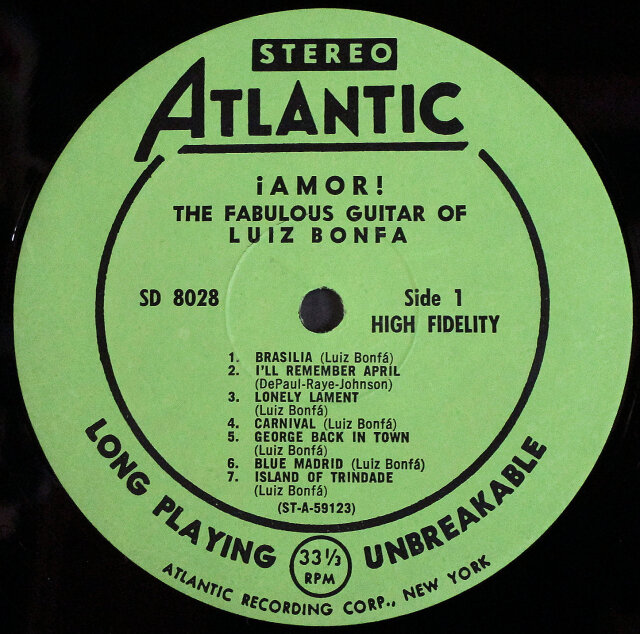 STEREO
ATLANTIC
¡AMOR!
THE FABULOUS GUITAR OF
LUIZ BONFA
SD 8028
Side 1
HIGH FIDELITY
1. BRASILIA (Luiz Bonfá)
2. I'LL REMEMBER APRIL
(DePaul-Raye-Johnson)
3. LONELY LAMENT
(Luiz Bonfá)
4. CARNIVAL (Luiz Bonfá)
5. GEORGE BACK IN TOWN
(Luiz Bonfá)
6. BLUE MADRID (Luiz Bonfá)
7. ISLAND OF TRINDADE
(Luiz Bonfá)
(ST-A-59123)
LONG PLAYING
33 1/3
RPM
UNBREAKABLE
ATLANTIC RECORDING CORP., NEW YORK